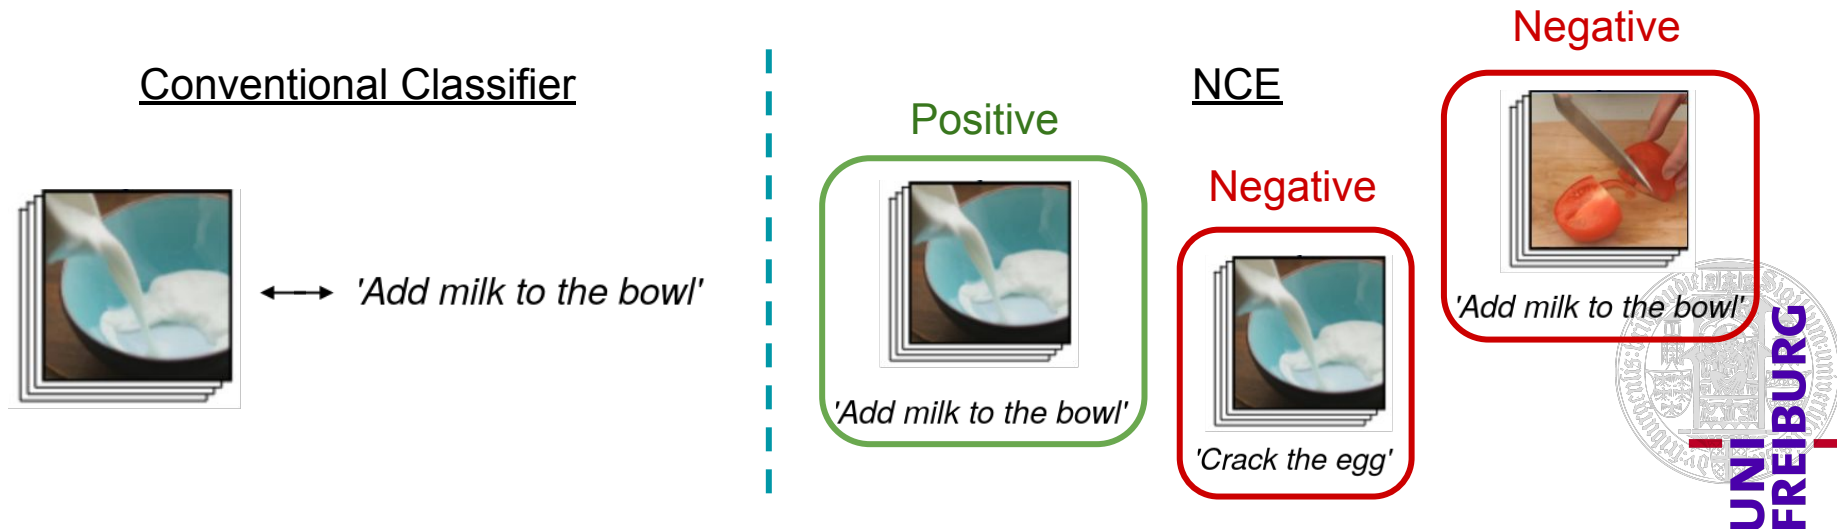 Conventional Classifier
'Add milk to the bowl'
NCE
Positive
'Add milk to the bowl'
Negative
'Crack the egg'
Negative
'Add milk to the bowl'
UNI
FREIBURG